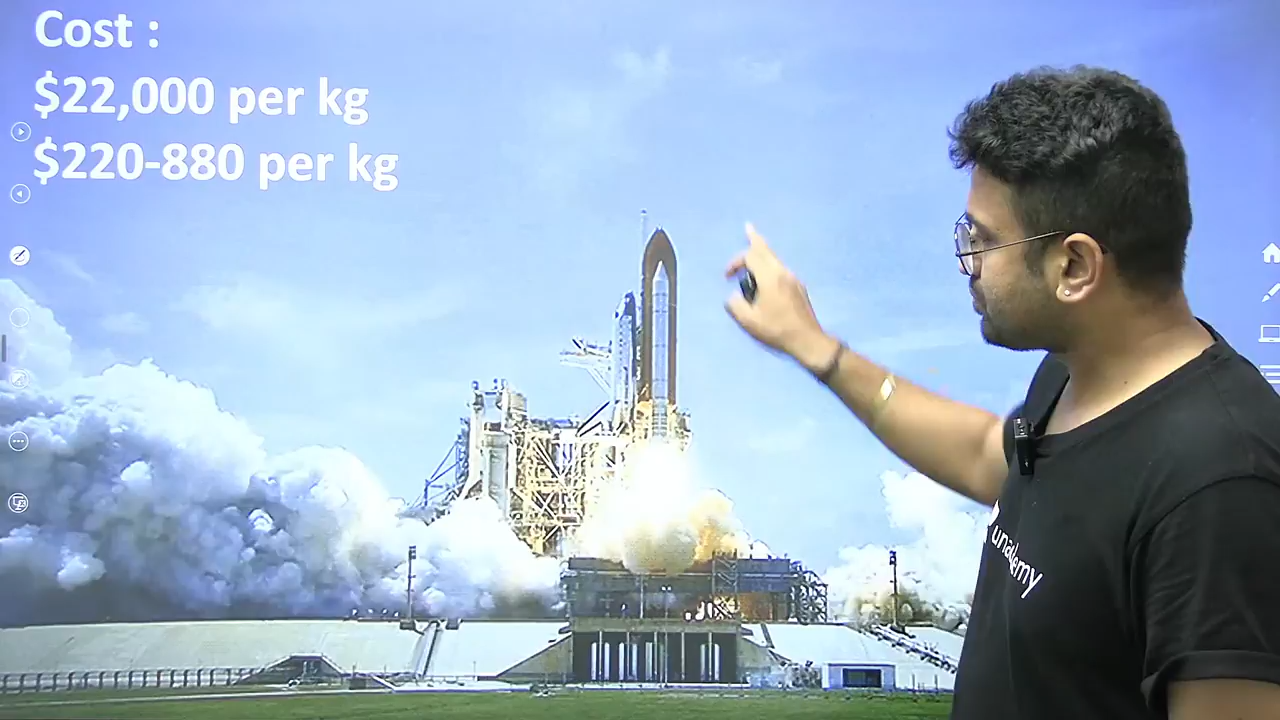 Cost :
$22,000 per kg
$220-880 per kg
unacademy